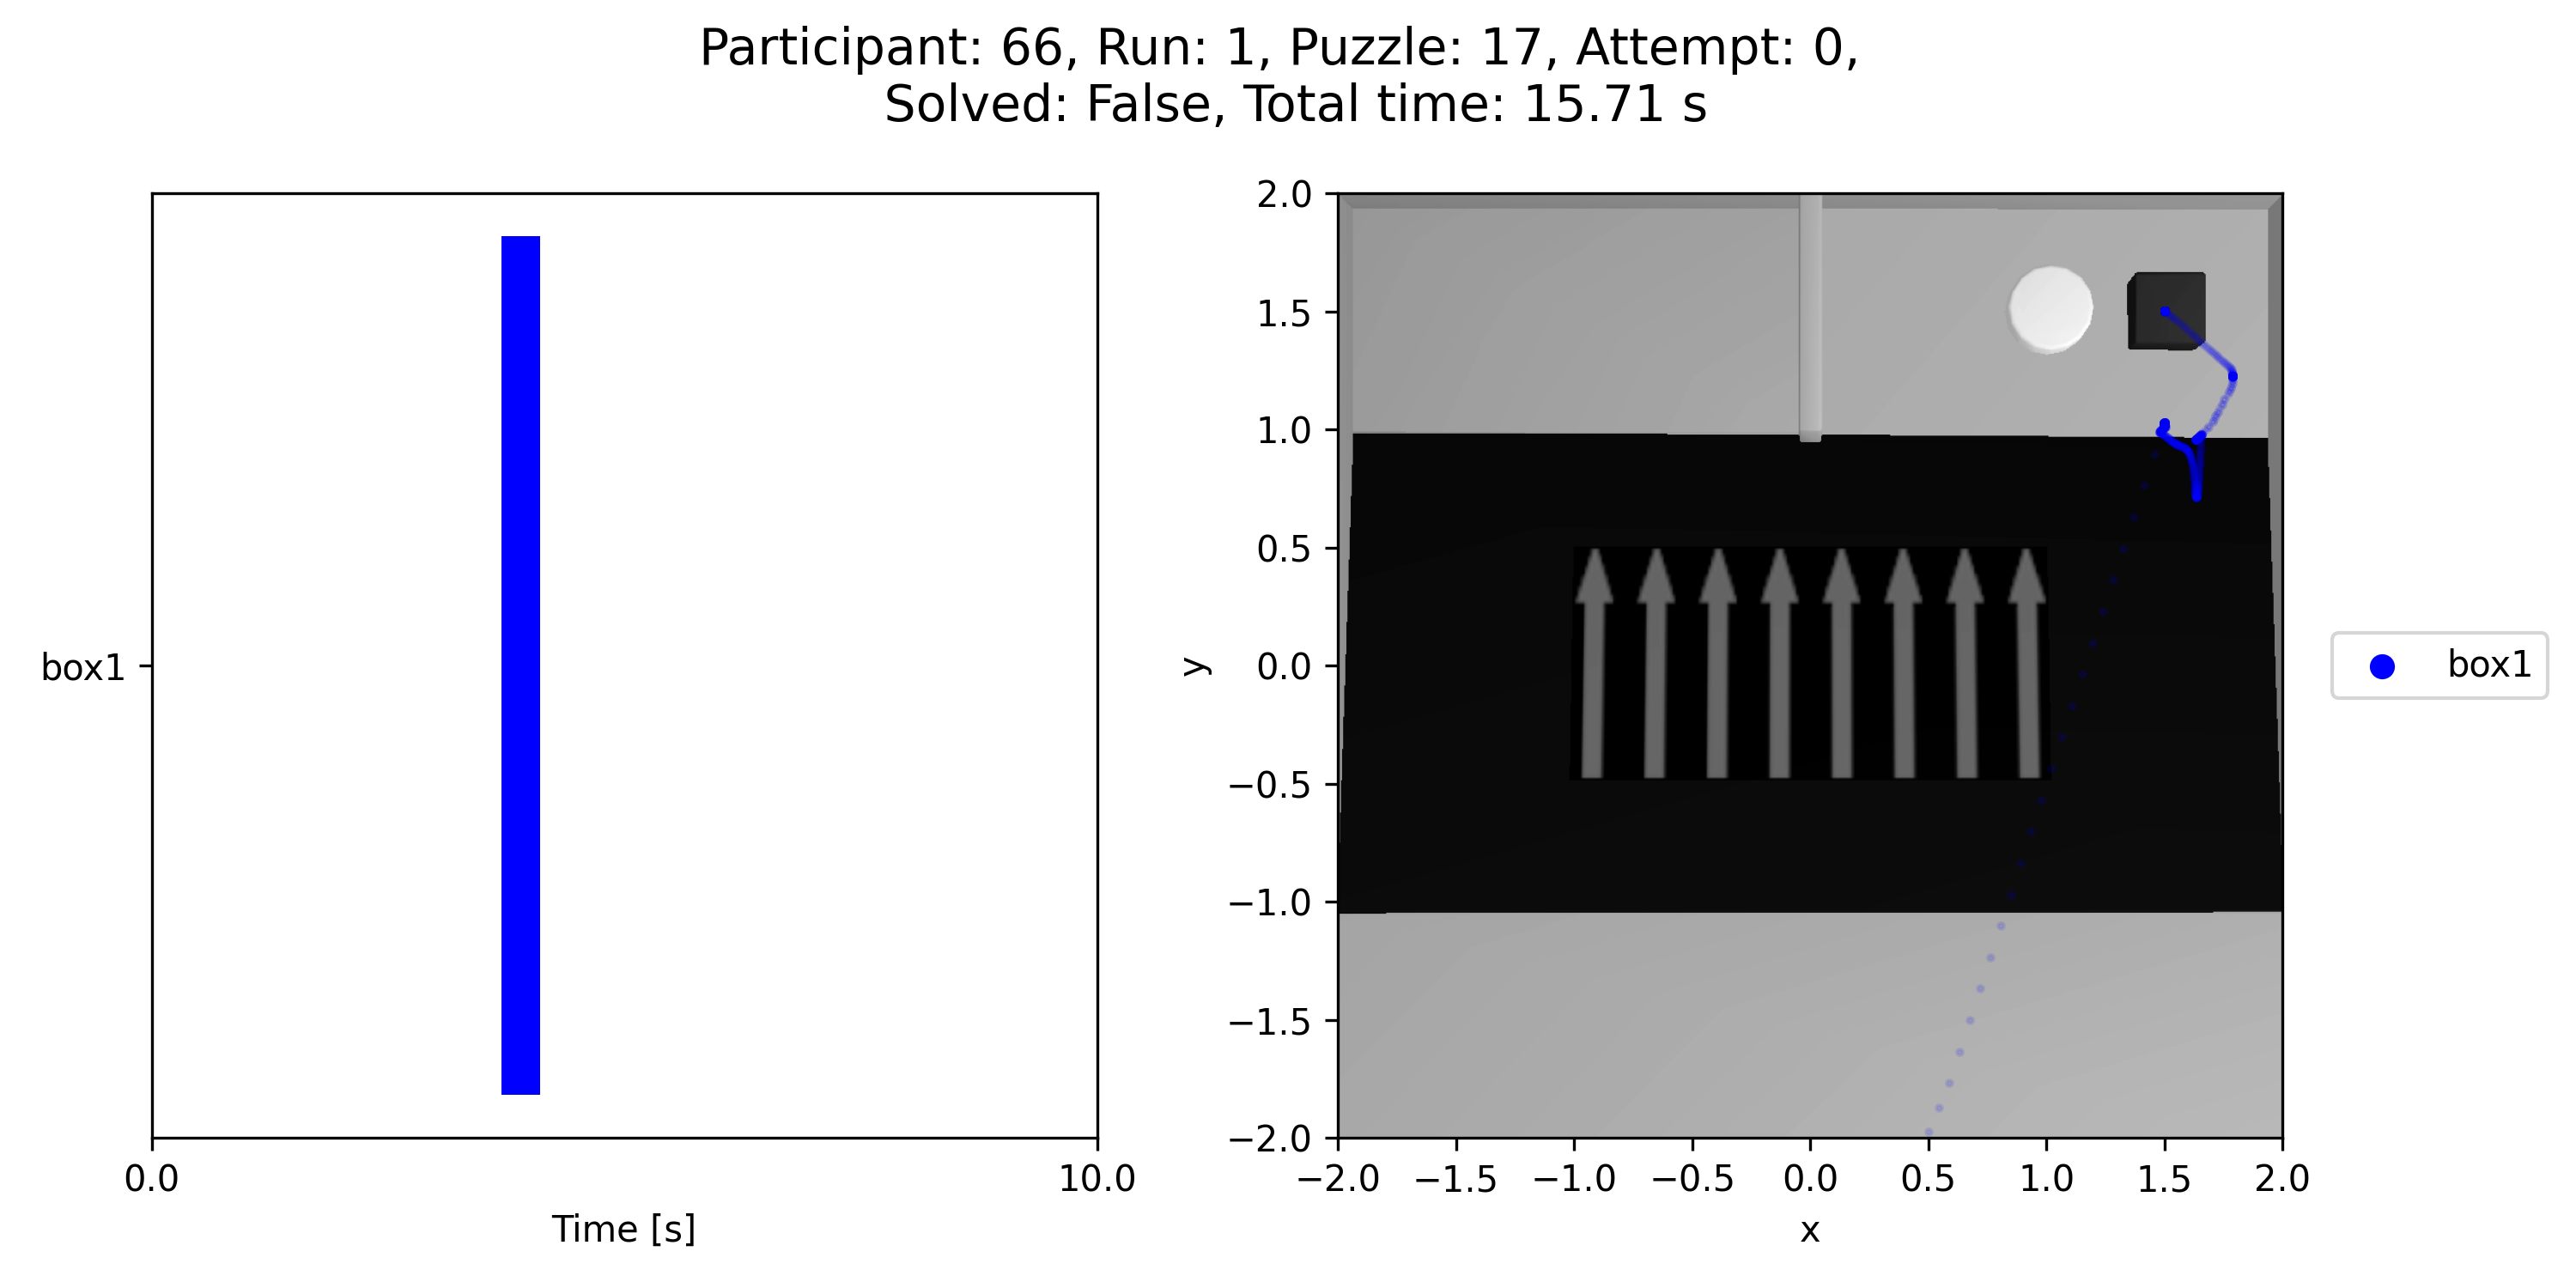 Participant: 66, Run: 1, Puzzle: 17, Attempt: 0,
Solved: False, Total time: 15.71 s
box1
0.0
10.0
Time [s]
2.0
1.5
1.0
0.5
0.0
−0.5
−1.0
−1.5
−2.0
y
−2.0 −1.5 −1.0 −0.5 0.0 0.5 1.0 1.5 2.0
x
box1